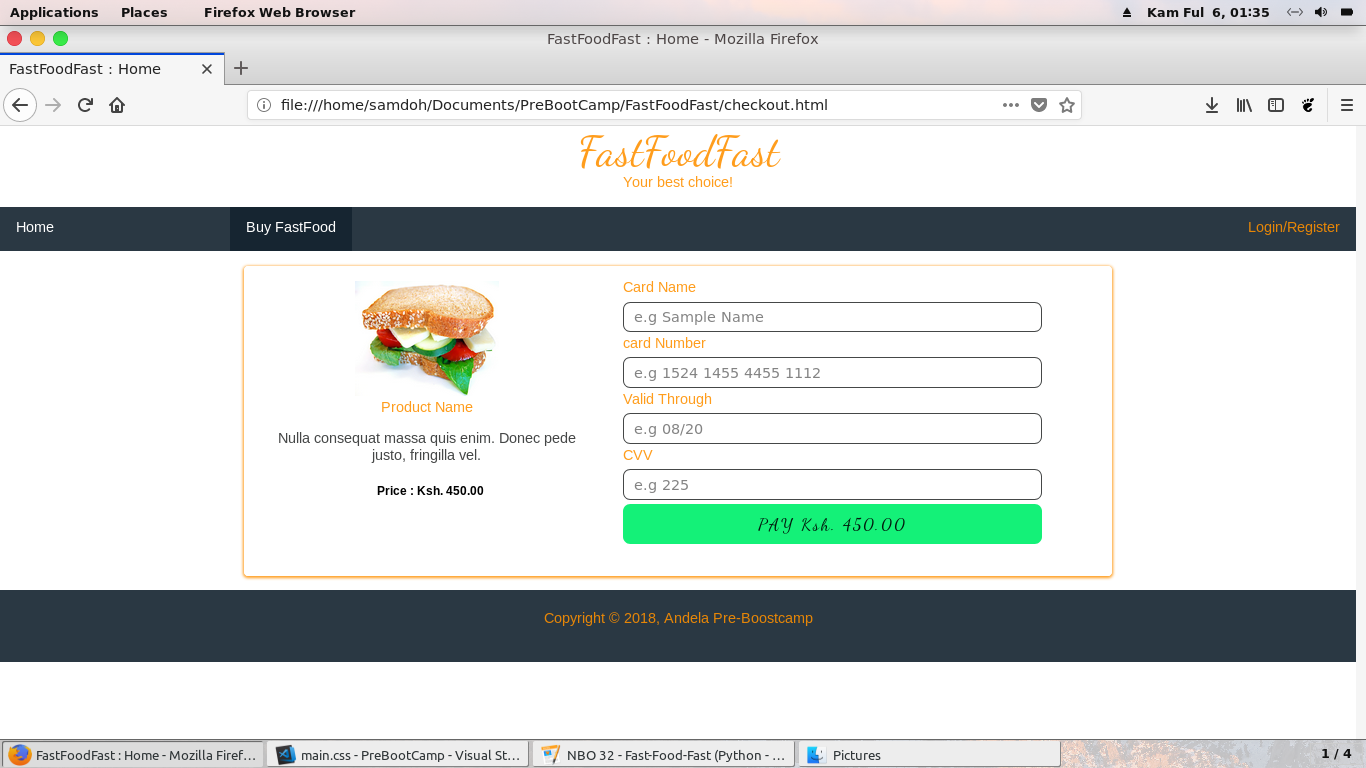 Applications Places Firefox Web Browser Kam Ful 6, 01:35
FastFoodFast : Home - Mozilla Firefox
FastFoodFast : Home
file:///home/samdoh/Documents/PreBootCamp/FastFoodFast/checkout.html
FastFoodFast
Your best choice!
Home Buy FastFood Login/Register
Product Name
Nulla consequat massa quis enim. Donec pede
justo, fringilla vel.
Price : Ksh. 450.00
Card Name
e.g Sample Name
card Number
e.g 1524 1455 4455 1112
Valid Through
e.g 08/20
CVV
e.g 225
PAY Ksh. 450.00
Copyright © 2018, Andela Pre-Boostcamp
FastFoodFast : Home - Mozilla Firef... main.css - PreBootCamp - Visual St... NBO 32 - Fast-Food-Fast (Python - ... Pictures 1 / 4